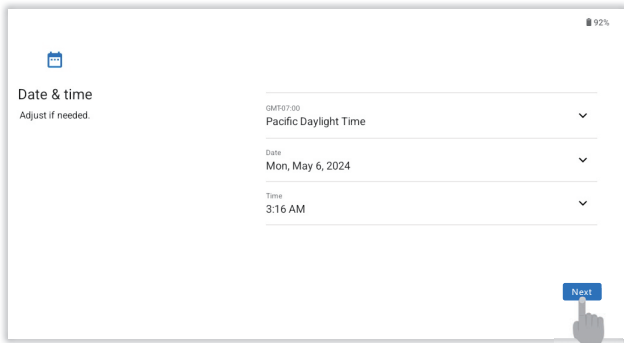 92%
Date & time
Adjust if needed.
GMT-07:00
Pacific Daylight Time
Date
Mon, May 6, 2024
Time
3:16 AM
Next